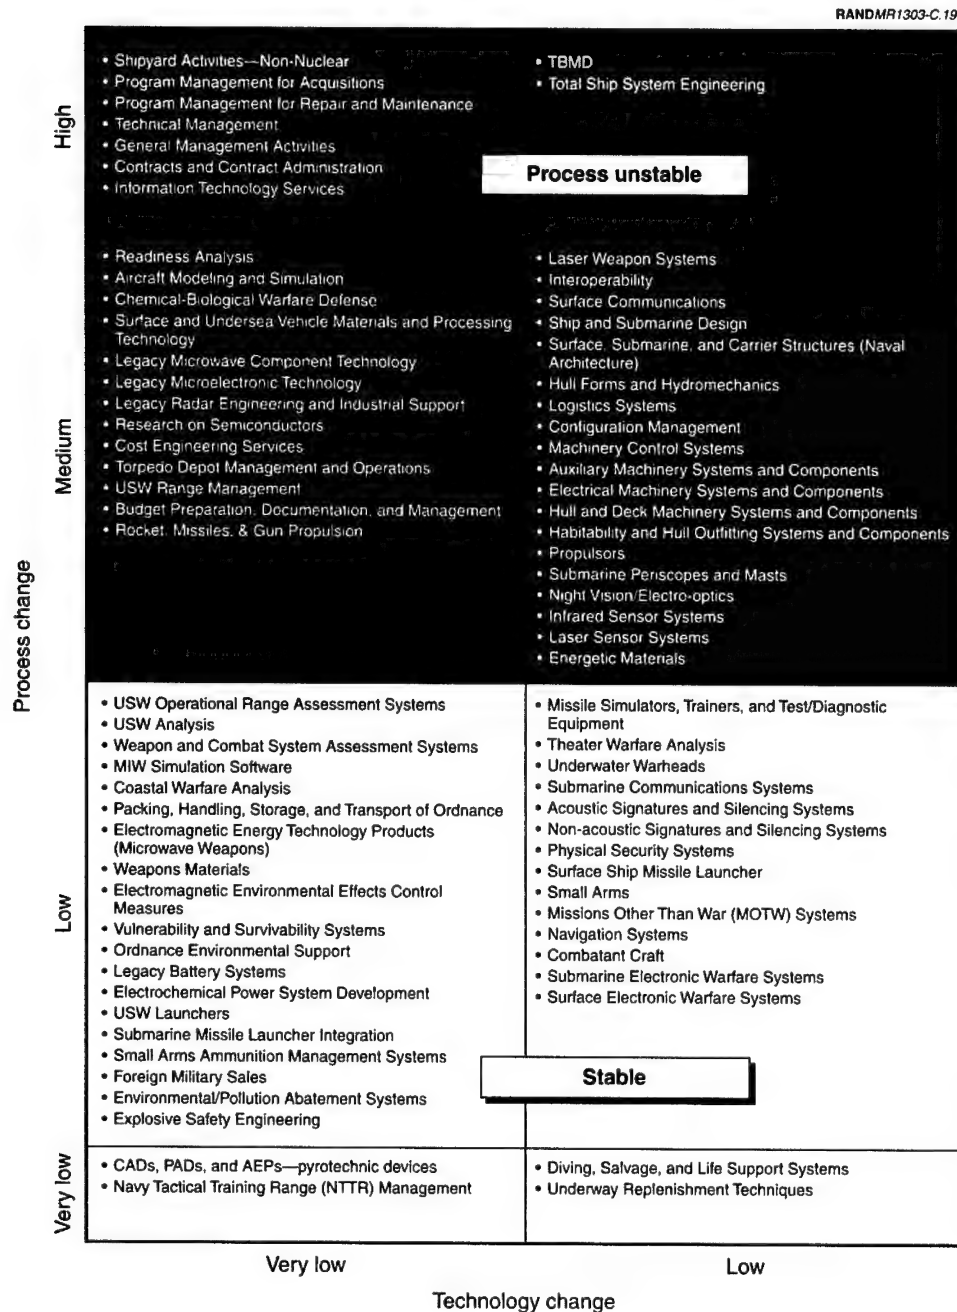 RANDMR1303-C.19
High
• Shipyard Activities—Non-Nuclear
• Program Management for Acquisitions
• Program Management for Repair and Maintenance
• Technical Management
• General Management Activities
• Contracts and Contract Administration
• Information Technology Services
• TBMD
• Total Ship System Engineering
Process unstable
Medium
• Readiness Analysis
• Aircraft Modeling and Simulation
• Chemical-Biological Warfare Defense
• Surface and Undersea Vehicle Materials and Processing
Technology
• Legacy Microwave Component Technology
• Legacy Microelectronic Technology
• Legacy Radar Engineering and Industrial Support
• Research on Semiconductors
• Cost Engineering Services
• Torpedo Depot Management and Operations
• USW Range Management
• Budget Preparation, Documentation, and Management
• Rocket, Missiles, & Gun Propulsion
• Laser Weapon Systems
• Interoperability
• Surface Communications
• Ship and Submarine Design
• Surface, Submarine, and Carrier Structures (Naval
Architecture)
• Hull Forms and Hydromechanics
• Logistics Systems
• Configuration Management
• Machinery Control Systems
• Auxiliary Machinery Systems and Components
• Electrical Machinery Systems and Components
• Hull and Deck Machinery Systems and Components
• Habitability and Hull Outfitting Systems and Components
• Propulsors
• Submarine Periscopes and Masts
• Night Vision/Electro-optics
• Infrared Sensor Systems
• Laser Sensor Systems
• Energetic Materials
Process change
Low
• USW Operational Range Assessment Systems
• USW Analysis
• Weapon and Combat System Assessment Systems
• MIW Simulation Software
• Coastal Warfare Analysis
• Packing, Handling, Storage, and Transport of Ordnance
• Electromagnetic Energy Technology Products
(Microwave Weapons)
• Weapons Materials
• Electromagnetic Environmental Effects Control
Measures
• Vulnerability and Survivability Systems
• Ordnance Environmental Support
• Legacy Battery Systems
• Electrochemical Power System Development
• USW Launchers
• Submarine Missile Launcher Integration
• Small Arms Ammunition Management Systems
• Foreign Military Sales
• Environmental/Pollution Abatement Systems
• Explosive Safety Engineering
• Missile Simulators, Trainers, and Test/Diagnostic
Equipment
• Theater Warfare Analysis
• Underwater Warheads
• Submarine Communications Systems
• Acoustic Signatures and Silencing Systems
• Non-acoustic Signatures and Silencing Systems
• Physical Security Systems
• Surface Ship Missile Launcher
• Small Arms
• Missions Other Than War (MOTW) Systems
• Navigation Systems
• Combatant Craft
• Submarine Electronic Warfare Systems
• Surface Electronic Warfare Systems
Stable
Very low
• CADs, PADs, and AEPs—pyrotechnic devices
• Navy Tactical Training Range (NTTR) Management
• Diving, Salvage, and Life Support Systems
• Underway Replenishment Techniques
Very low
Low
Technology change